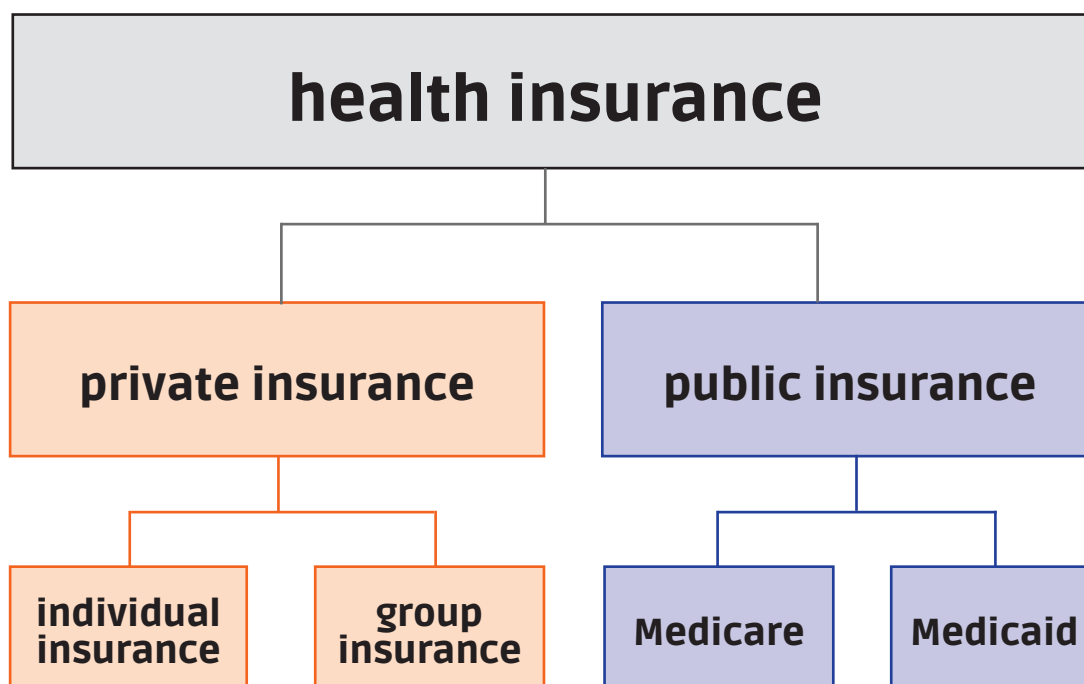 health insurance
private insurance
public insurance
individual
insurance
group
insurance
Medicare
Medicaid